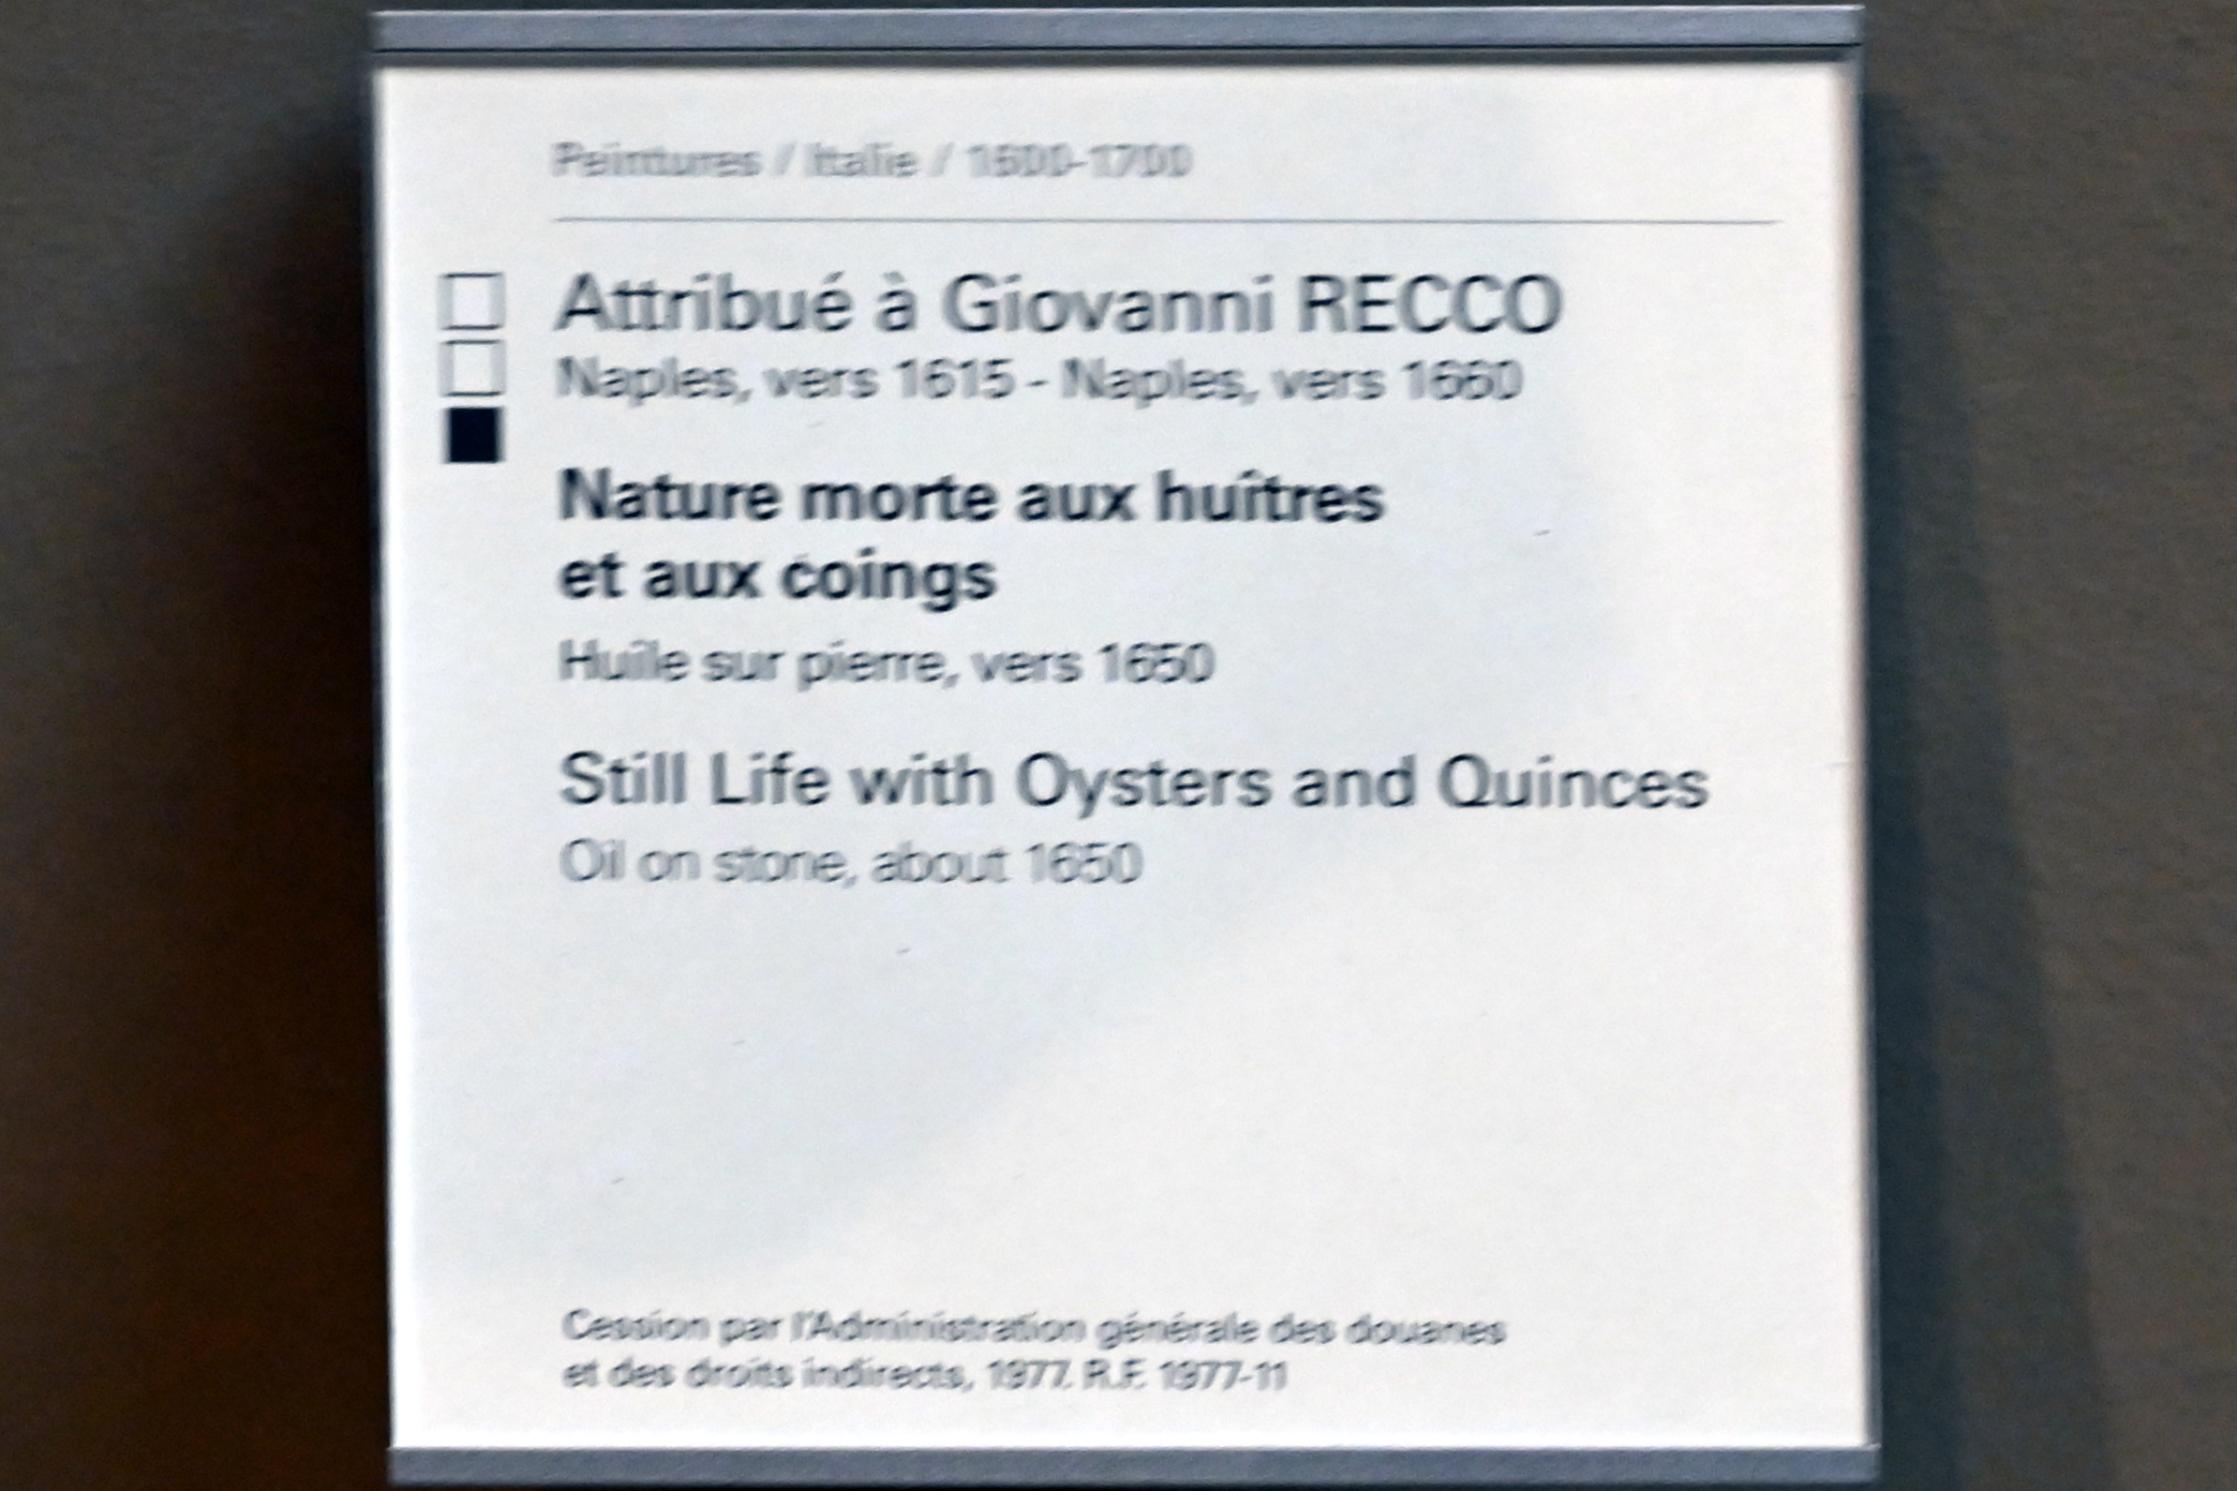 Peintures / Italie / 1600-1700
Attribué à Giovanni RECCO
Naples, vers 1615 - Naples, vers 1660
Nature morte aux huîtres
et aux coings
Huile sur pierre, vers 1650
Still Life with Oysters and Quinces
Oil on stone, about 1650
Cession par l'Administration générale des douanes
et des droits indirects, 1977. R.F. 1977-11